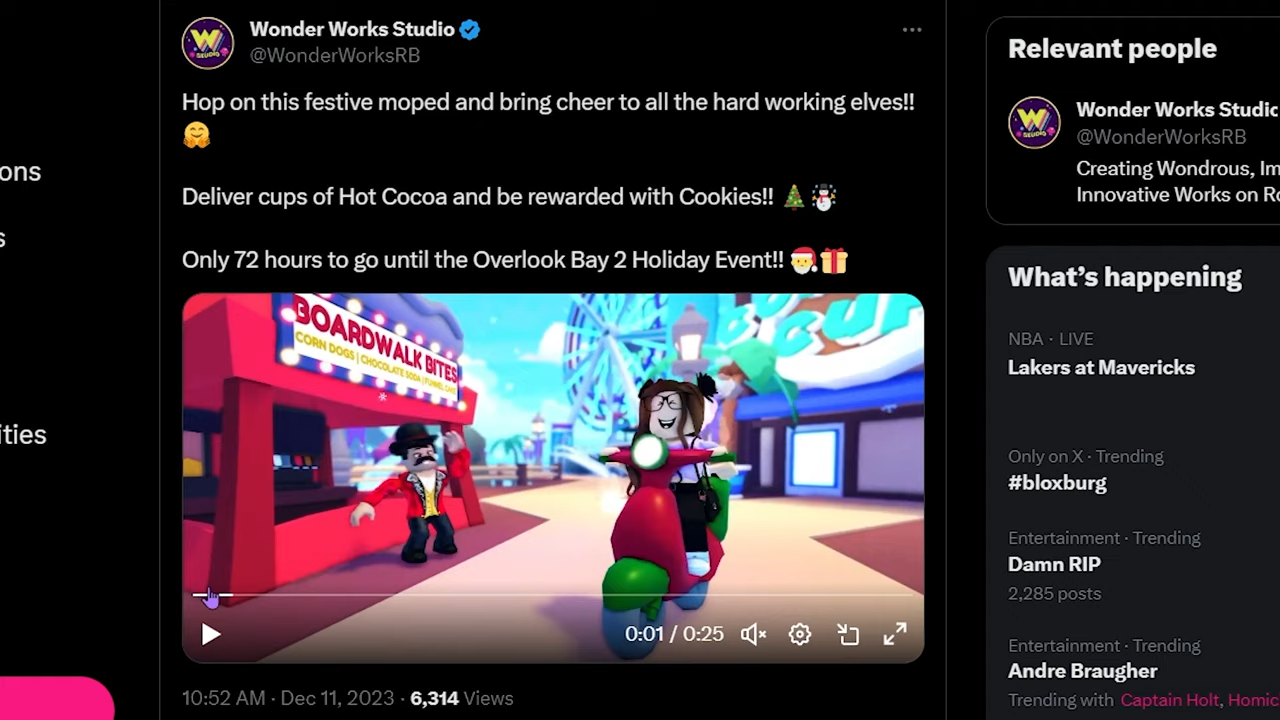 Wonder Works Studio
@WonderWorksRB
Hop on this festive moped and bring cheer to all the hard working elves!!
🤗
Deliver cups of Hot Cocoa and be rewarded with Cookies!! 🎄☃️
Only 72 hours to go until the Overlook Bay 2 Holiday Event!! 🎅🎁
BOARDWALK BITES
CORN DOGS | CHOCOLATE SODA | FUNNEL CAKE
0:01 / 0:25
10:52 AM · Dec 11, 2023 · 6,314 Views
ons
s
ities
Relevant people
Wonder Works Studio
@WonderWorksRB
Creating Wondrous, Im
Innovative Works on Ro
What’s happening
NBA · LIVE
Lakers at Mavericks
Only on X · Trending
#bloxburg
Entertainment · Trending
Damn RIP
2,285 posts
Entertainment · Trending
Andre Braugher
Trending with Captain Holt, Homic